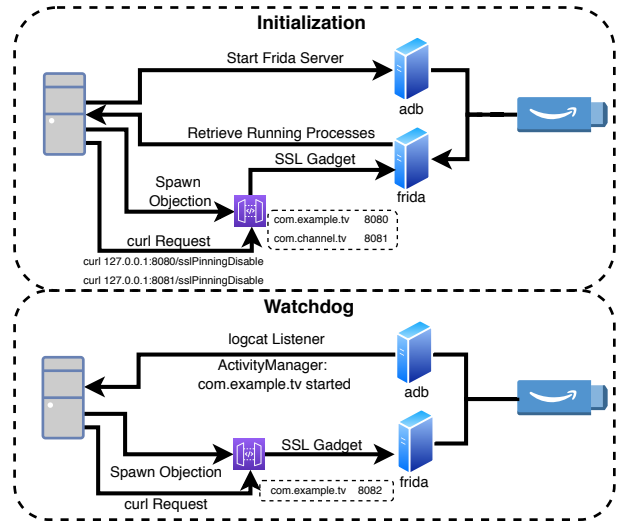 Initialization
Start Frida Server
adb
Retrieve Running Processes
SSL Gadget
frida
Spawn
Objection
com.example.tv 8080
com.channel.tv 8081
curl Request
curl 127.0.0.1:8080/sslPinningDisable
curl 127.0.0.1:8081/sslPinningDisable
Watchdog
logcat Listener
ActivityManager:
com.example.tv started
adb
SSL Gadget
Spawn Objection
frida
com.example.tv 8082
curl Request